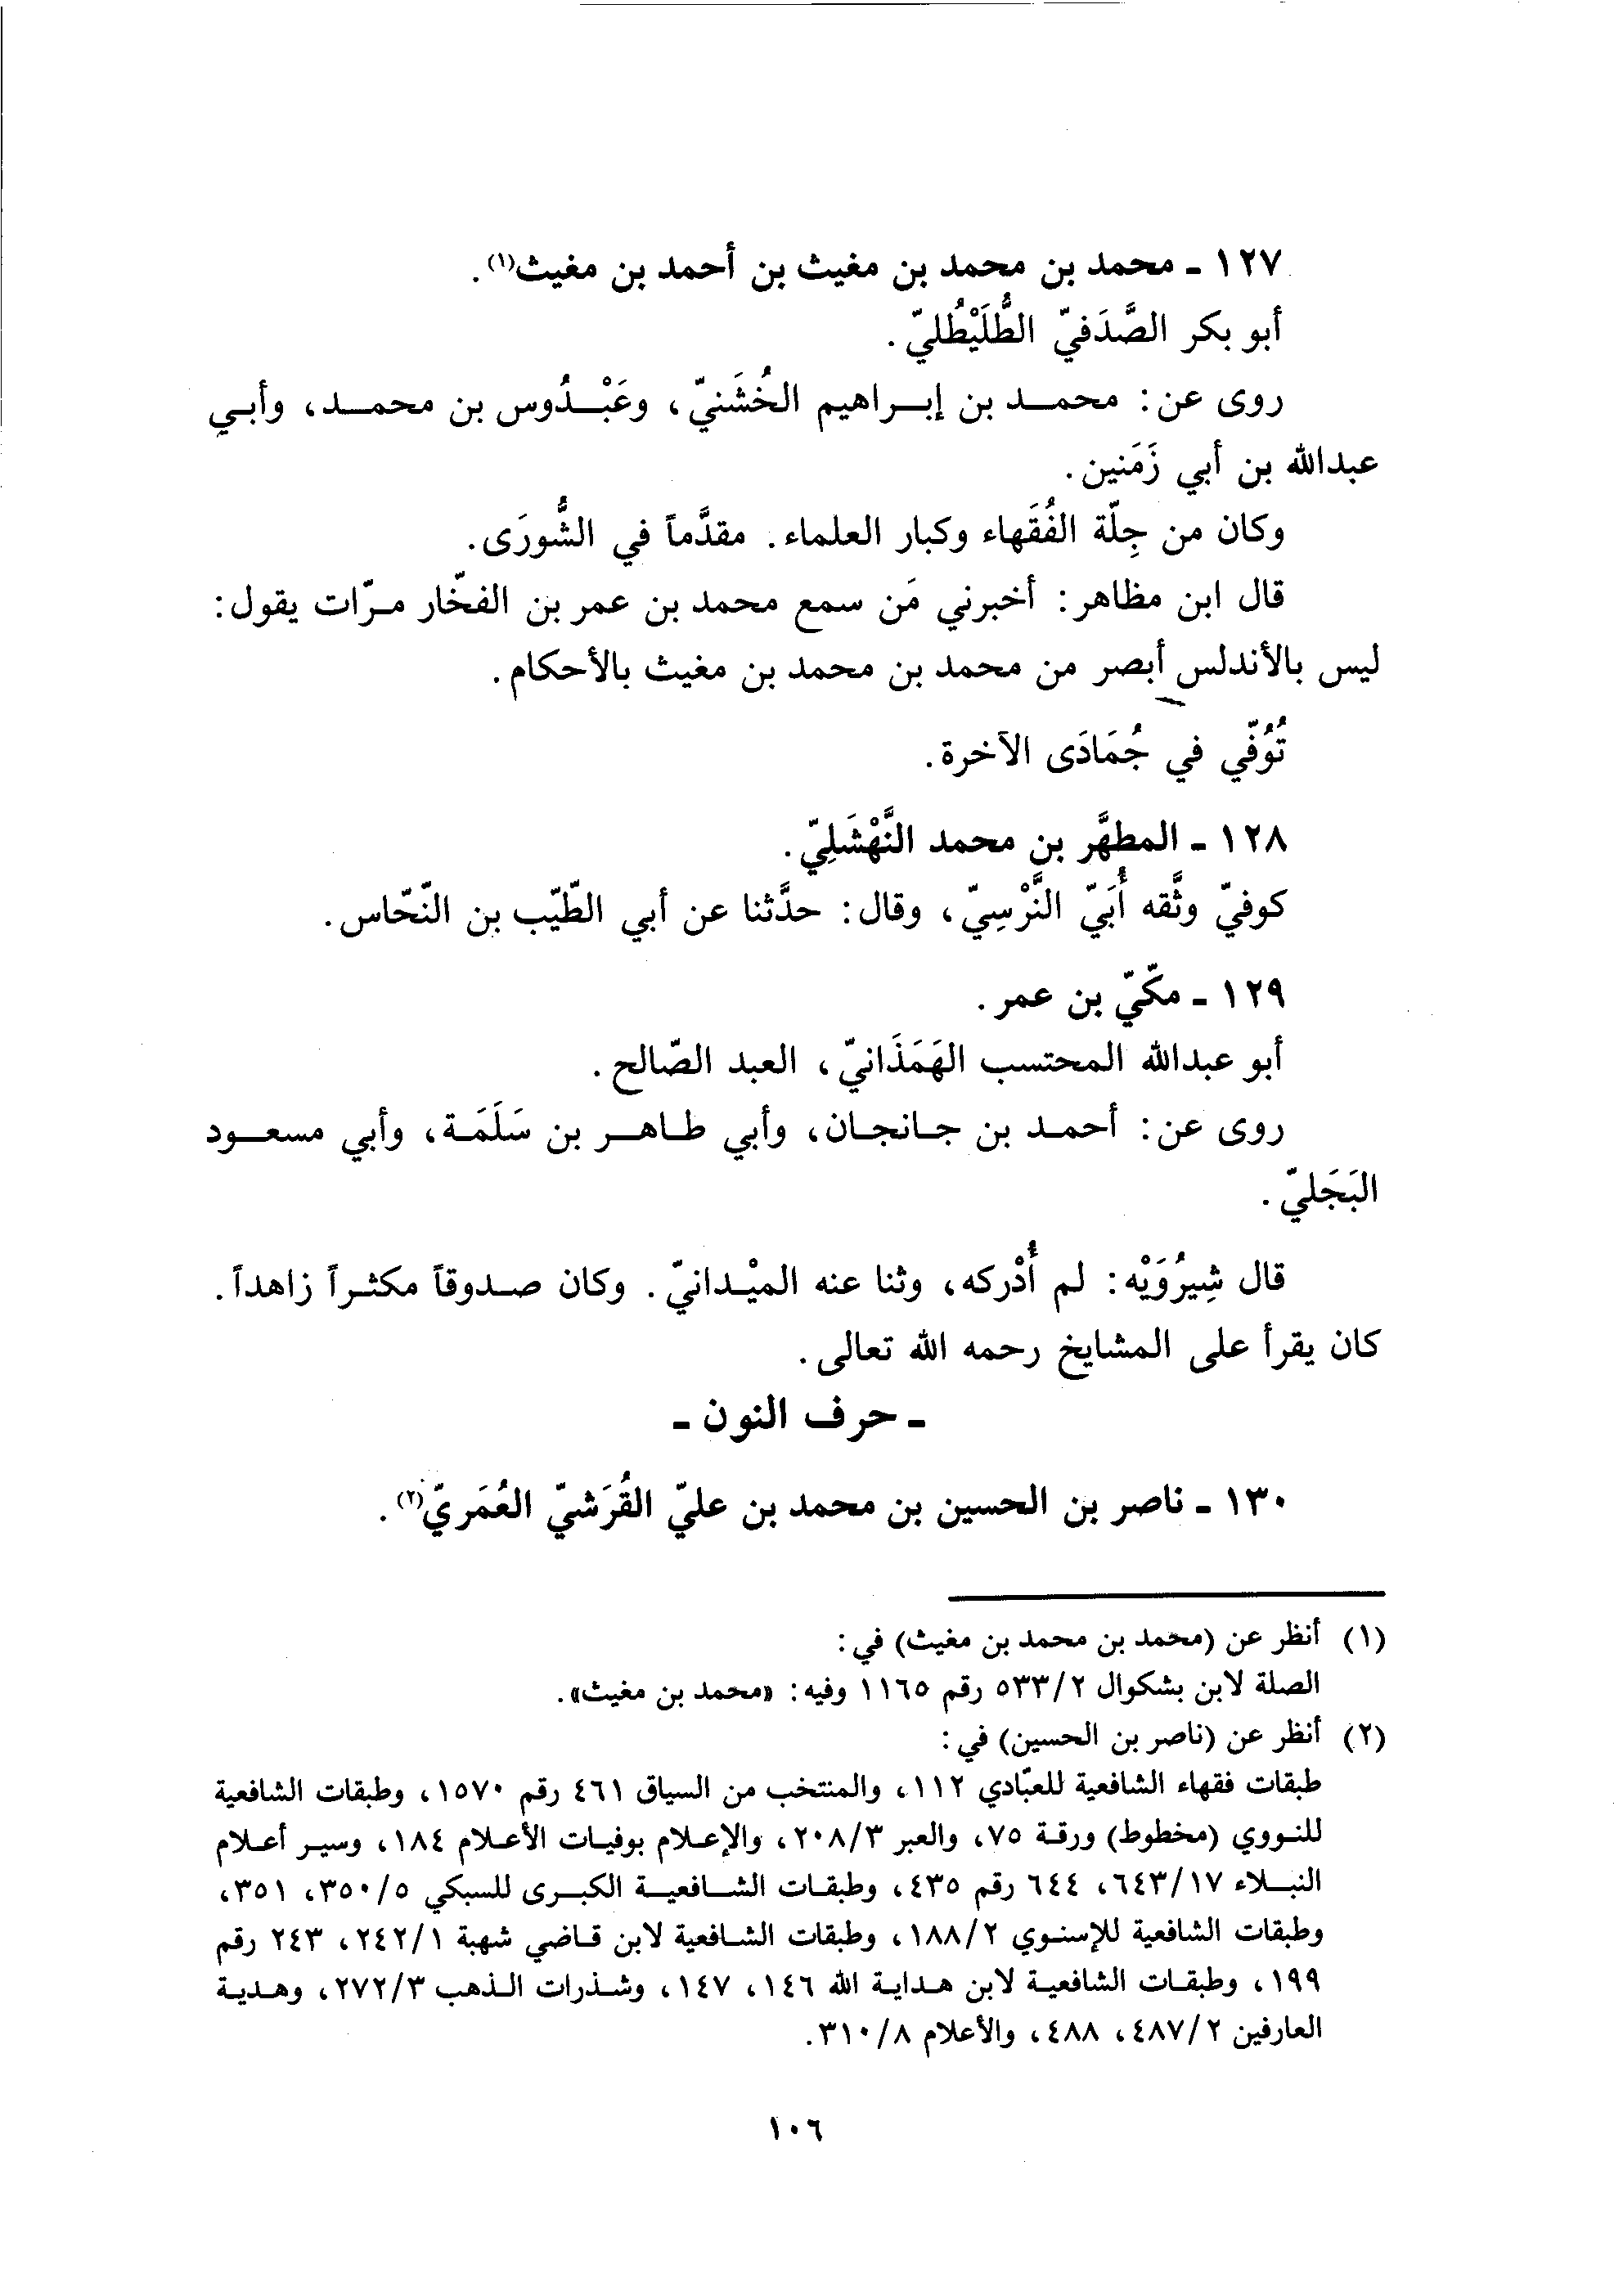 ١٢٧ ـ محمد بن محمد بن مغيث بن أحمد بن مغيث(١).
أبو بكر الصَّدَفيّ الطُّلَيْطُليّ.
روى عن: محمد بن إبراهيم الخُشَنيّ، وعَبْدُوس بن محمد، وأبي
عبدالله بن أبي زَمَنين.
وكان من جِلّة الفُقَهاء وكبار العلماء. مقدَّماً في الشُّورَى.
قال ابن مظاهر: أخبرني مَن سمع محمد بن عمر بن الفخّار مرّات يقول:
ليس بالأندلس أبصر من محمد بن محمد بن مغيث بالأحكام.
تُوُفّي في جُمَادَى الآخرة.
١٢٨ ـ المطهَّر بن محمد النَّهْشَلِيّ.
كوفيّ وثَّقه أُبَيّ النَّرْسِيّ، وقال: حدَّثنا عن أبي الطّيّب بن النّحّاس.
١٢٩ ـ مكّيّ بن عمر.
أبو عبدالله المحتسب الهَمَذَانيّ، العبد الصّالح.
روى عن: أحمد بن جانجان، وأبي طاهر بن سَلَمَة، وأبي مسعود
البَجَليّ.
قال شِيرُوَيْه: لم أُدْركه، وثنا عنه الميْدانيّ. وكان صدوقاً مكثراً زاهداً.
كان يقرأ على المشايخ رحمه الله تعالى.
ـ حرف النون ـ
١٣٠ ـ ناصر بن الحسين بن محمد بن عليّ القُرَشيّ العُمَريّ(٢).
(١) أنظر عن (محمد بن محمد بن مغيث) في:
الصلة لابن بشكوال ٥٣٣/٢ رقم ١١٦٥ وفيه: «محمد بن مغيث».
(٢) أنظر عن (ناصر بن الحسين) في:
طبقات فقهاء الشافعية للعبّادي ١١٢، والمنتخب من السياق ٤٦١ رقم ١٥٧٠، وطبقات الشافعية
للنووي (مخطوط) ورقة ٧٥، والعبر ٢٠٨/٣، والإعلام بوفيات الأعلام ١٨٤، وسير أعلام
النبلاء ٦٤٣/١٧، ٦٤٤ رقم ٤٣٥، وطبقات الشافعية الكبرى للسبكي ٣٥٠/٥، ٣٥١،
وطبقات الشافعية للإسنوي ١٨٨/٢، وطبقات الشافعية لابن قاضي شهبة ٢٤٢/١، ٢٤٣ رقم
١٩٩، وطبقات الشافعية لابن هداية الله ١٤٦، ١٤٧، وشذرات الذهب ٢٧٢/٣، وهدية
العارفين ٤٨٧/٢، ٤٨٨، والأعلام ٣١٠/٨.
١٠٦